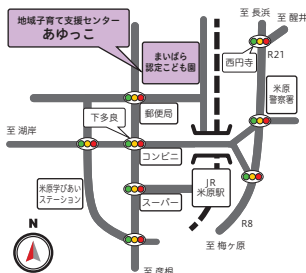 至 長浜
至 醒井
地域子育て支援センター
あゆっこ
まいばら
認定こども園
西円寺
R21
米原
警察署
郵便局
下多良
至 湖岸
コンビニ
米原学びあい
ステーション
スーパー
JR
米原駅
R8
至 梅ヶ原
N
至 彦根